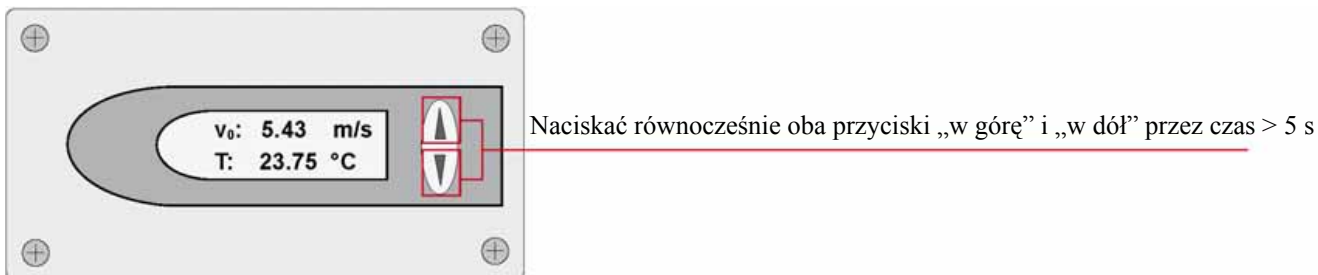 v₀: 5.43 m/s
T: 23.75 °C
Naciskać równocześnie oba przyciski „w górę” i „w dół” przez czas > 5 s